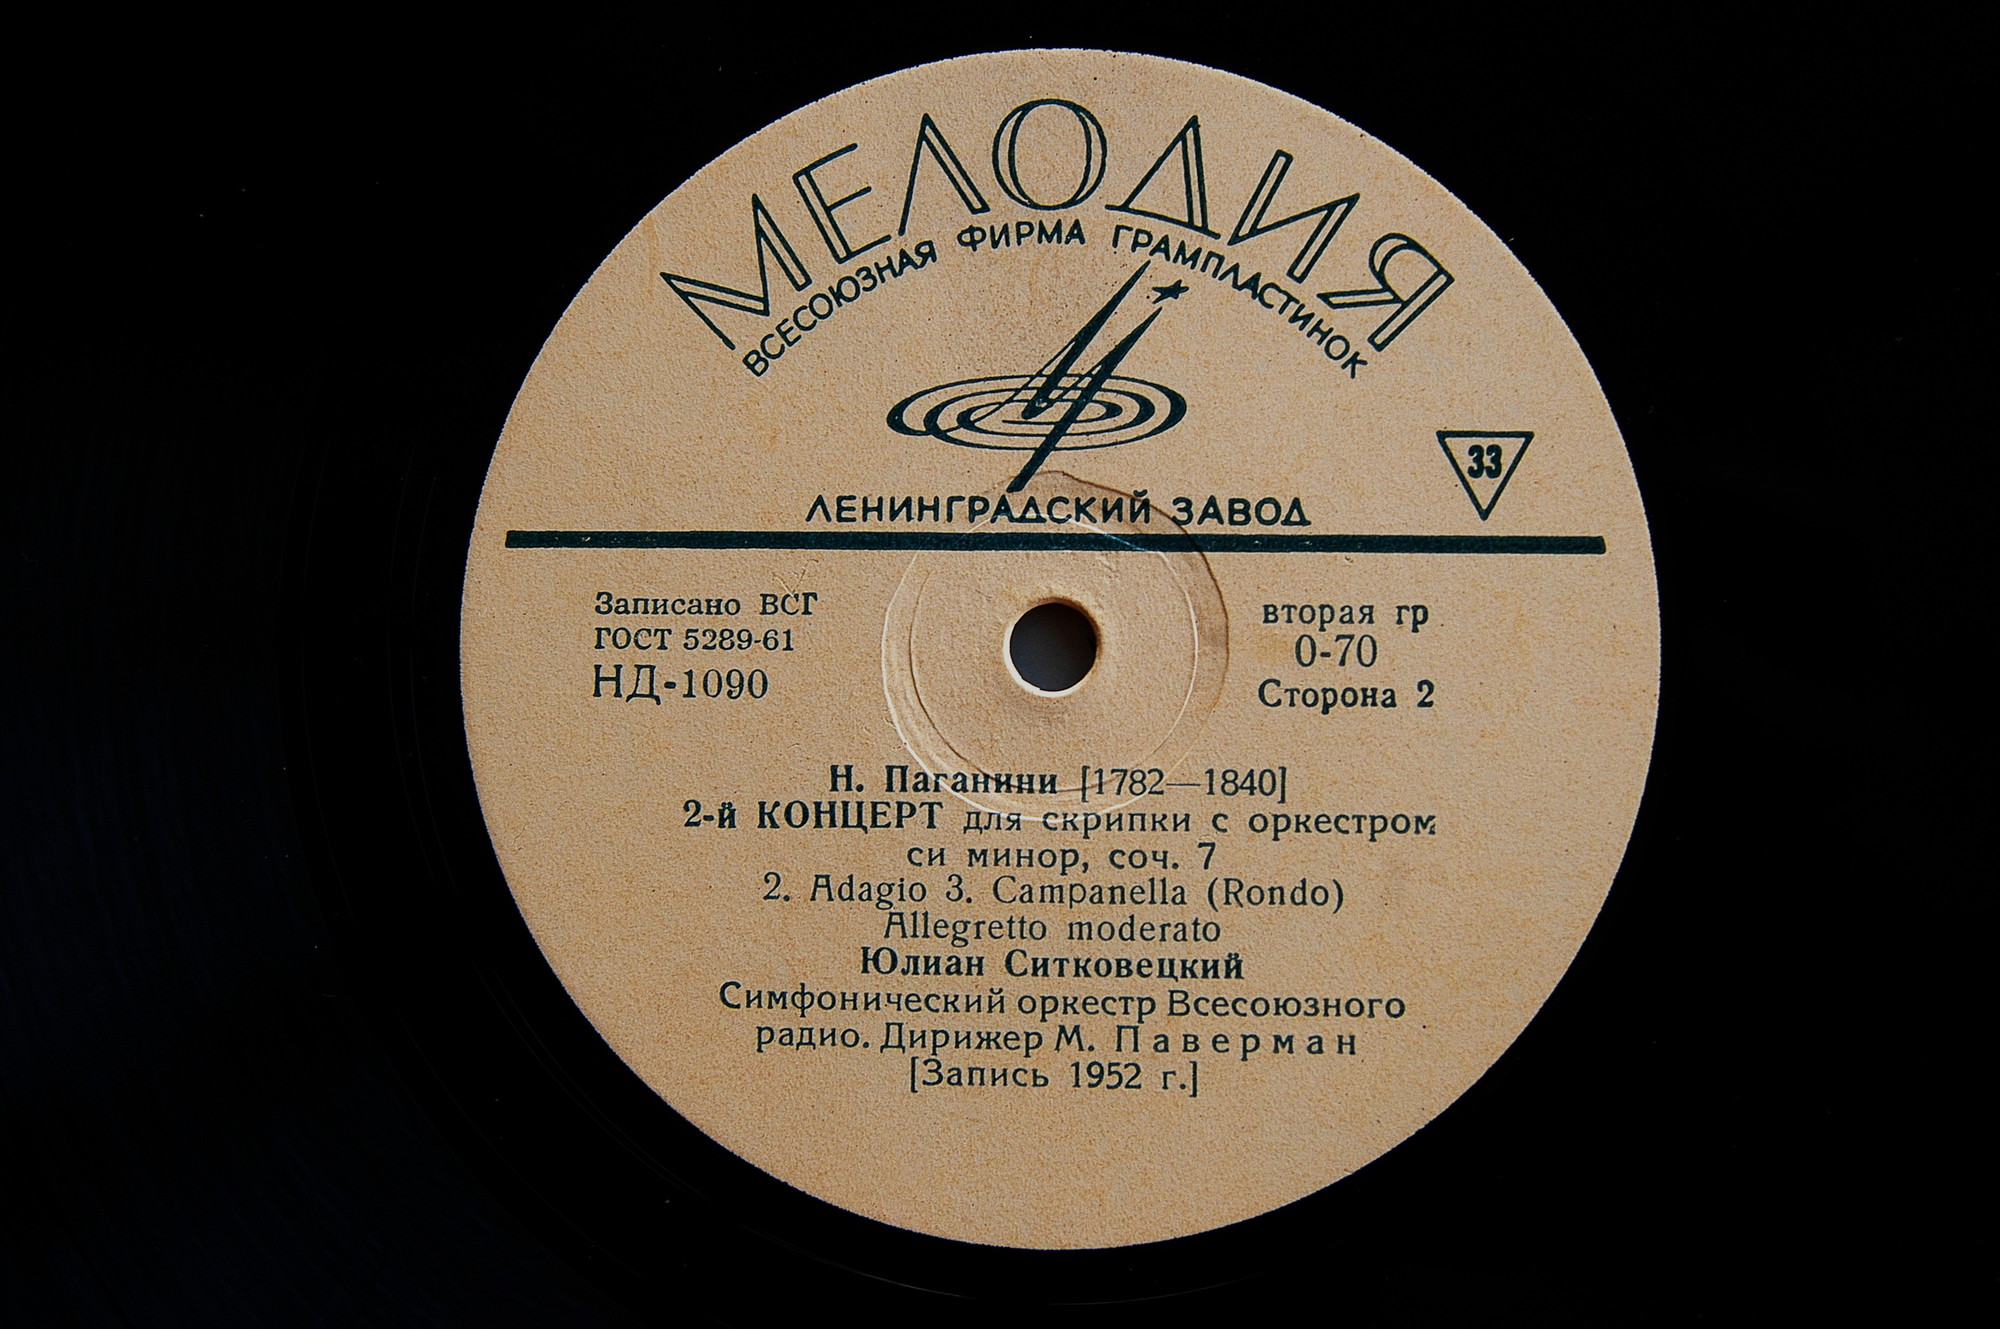 МЕЛОДИЯ
ВСЕСОЮЗНАЯ ФИРМА ГРАМПЛАСТИНОК
33
ЛЕНИНГРАДСКИЙ ЗАВОД
Записано ВСГ
ГОСТ 5289-61
НД-1090
вторая гр
0-70
Сторона 2
Н. Паганини [1782—1840]
2-й КОНЦЕРТ для скрипки с оркестром
си минор, соч. 7
2. Adagio 3. Campanella (Rondo)
Allegretto moderato
Юлиан Ситковецкий
Симфонический оркестр Всесоюзного
радио. Дирижер М. Паверман
[Запись 1952 г.]